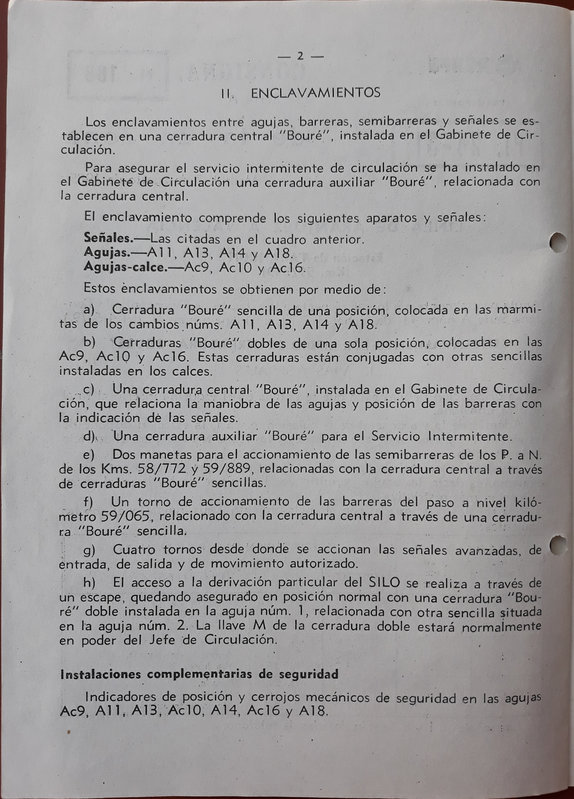 — 2 —
II. ENCLAVAMIENTOS
Los enclavamientos entre agujas, barreras, semibarreras y señales se es-
tablecen en una cerradura central "Bouré", instalada en el Gabinete de Cir-
culación.
Para asegurar el servicio intermitente de circulación se ha instalado en
el Gabinete de Circulación una cerradura auxiliar "Bouré", relacionada con
la cerradura central.
El enclavamiento comprende los siguientes aparatos y señales:
Señales.—Las citadas en el cuadro anterior.
Agujas.—A11, A13, A14 y A18.
Agujas-calce.—Ac9, Ac10 y Ac16.
Estos enclavamientos se obtienen por medio de:
a) Cerradura "Bouré" sencilla de una posición, colocada en las marmi-
tas de los cambios núms. A11, A13, A14 y A18.
b) Cerraduras "Bouré" dobles de una sola posición, colocadas en las
Ac9, Ac10 y Ac16. Estas cerraduras están conjugadas con otras sencillas
instaladas en los calces.
c) Una cerradura central "Bouré", instalada en el Gabinete de Circula-
ción, que relaciona la maniobra de las agujas y posición de las barreras con
la indicación de las señales.
d) Una cerradura auxiliar "Bouré" para el Servicio Intermitente.
e) Dos manetas para el accionamiento de las semibarreras de los P. a N.
de los Kms. 58/772 y 59/889, relacionadas con la cerradura central a través
de cerraduras "Bouré" sencillas.
f) Un torno de accionamiento de las barreras del paso a nivel kiló-
metro 59/065, relacionado con la cerradura central a través de una cerradu-
ra "Bouré" sencilla.
g) Cuatro tornos desde donde se accionan las señales avanzadas, de
entrada, de salida y de movimiento autorizado.
h) El acceso a la derivación particular del SILO se realiza a través de
un escape, quedando asegurado en posición normal con una cerradura "Bou-
ré" doble instalada en la aguja núm. 1, relacionada con otra sencilla situada
en la aguja núm. 2. La llave M de la cerradura doble estará normalmente
en poder del Jefe de Circulación.
Instalaciones complementarias de seguridad
Indicadores de posición y cerrojos mecánicos de seguridad en las agujas
Ac9, A11, A13, Ac10, A14, Ac16 y A18.